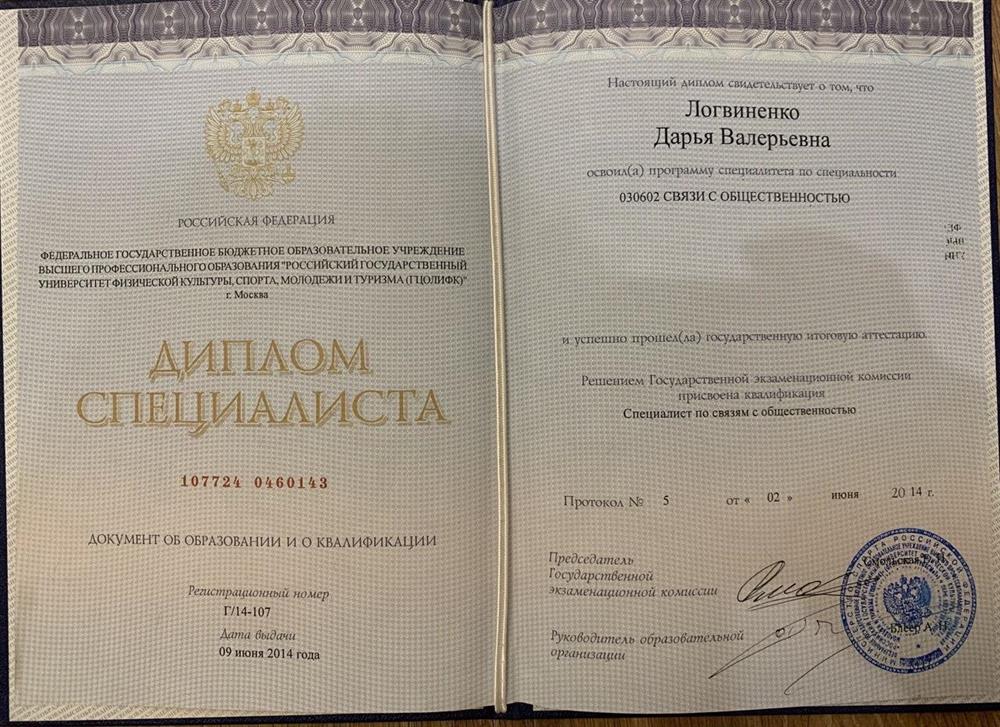 РОССИЙСКАЯ ФЕДЕРАЦИЯ
ФЕДЕРАЛЬНОЕ ГОСУДАРСТВЕННОЕ БЮДЖЕТНОЕ ОБРАЗОВАТЕЛЬНОЕ УЧРЕЖДЕНИЕ
ВЫСШЕГО ПРОФЕССИОНАЛЬНОГО ОБРАЗОВАНИЯ "РОССИЙСКИЙ ГОСУДАРСТВЕННЫЙ
УНИВЕРСИТЕТ ФИЗИЧЕСКОЙ КУЛЬТУРЫ, СПОРТА, МОЛОДЕЖИ И ТУРИЗМА (ГЦОЛИФК)"
г. Москва
ДИПЛОМ
СПЕЦИАЛИСТА
107724 0460143
ДОКУМЕНТ ОБ ОБРАЗОВАНИИ И О КВАЛИФИКАЦИИ
Регистрационный номер
Г/14-107
Дата выдачи
09 июня 2014 года
Настоящий диплом свидетельствует о том, что
Логвиненко
Дарья Валерьевна
освоил(а) программу специалитета по специальности
030602 СВЯЗИ С ОБЩЕСТВЕННОСТЬЮ
и успешно прошел(ла) государственную итоговую аттестацию.
Решением Государственной экзаменационной комиссии
присвоена квалификация
Специалист по связям с общественностью
Протокол № 5 от « 02 » июня 2014 г.
Председатель
Государственной
экзаменационной комиссии
Руководитель образовательной
организации
Блеер А.Н.